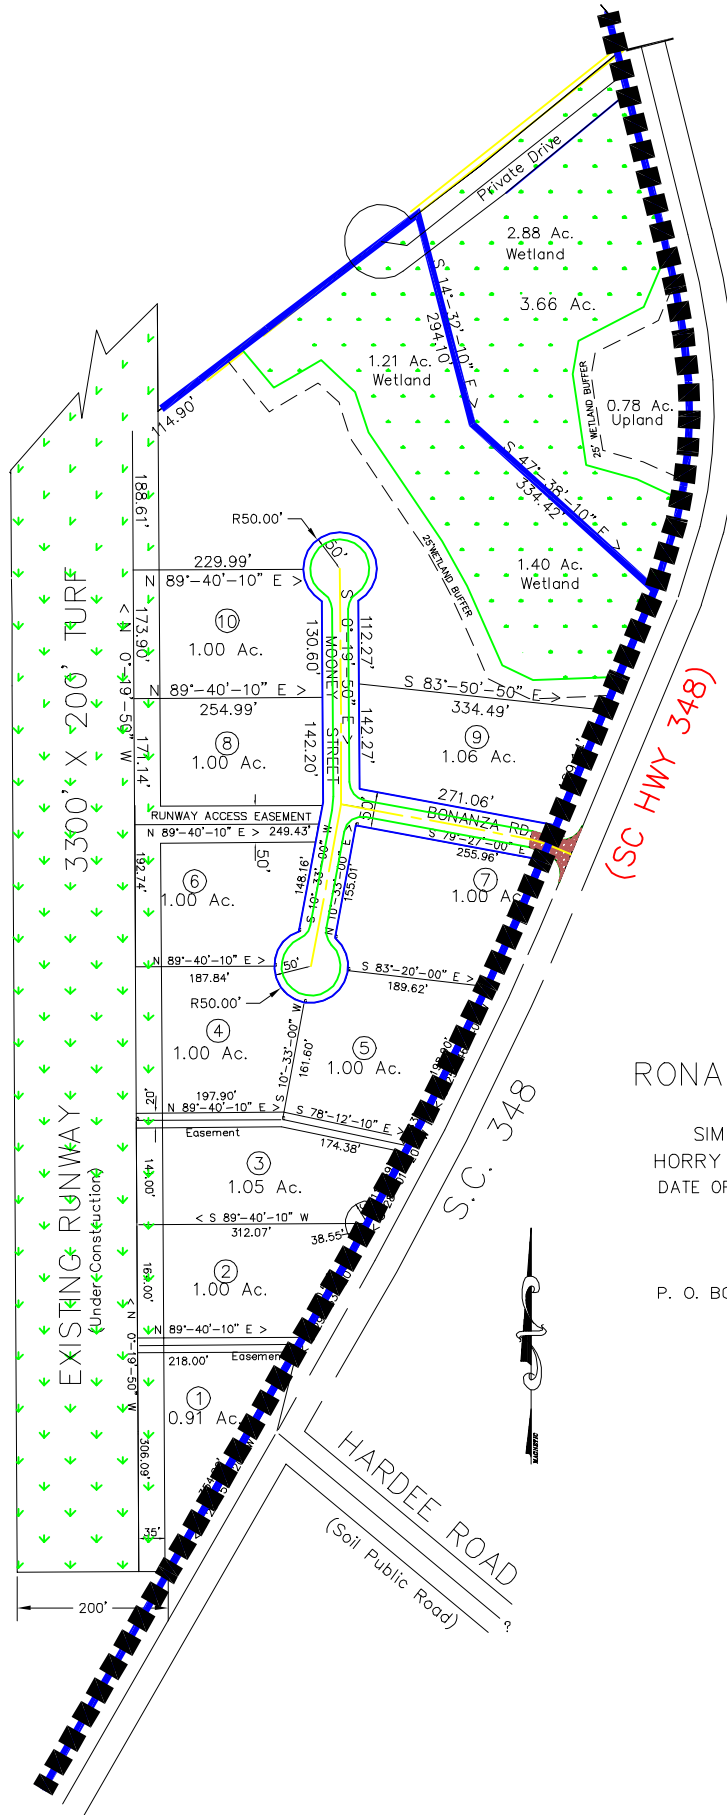 Private Drive
2.88 Ac.
Wetland
3.66 Ac.
S 14°-32'-10" E >
294.10'
1.21 Ac.
Wetland
25' WETLAND BUFFER
0.78 Ac.
Upland
114.90'
S 47°-38'-10" E >
334.42'
188.61'
R50.00'
50'
25'WETLAND BUFFER
1.40 Ac.
Wetland
229.99'
N 89°-40'-10" E >
10
1.00 Ac.
173.90'
< N 0°-19'-50" W
130.60'
MOONEY STREET
S 0°-19'-50" E >
112.27'
N 89°-40'-10" E >
254.99'
S 83°-50'-50" E >
334.49'
(SC HWY 348)
3300' X 200' TURF
171.14'
8
1.00 Ac.
142.20'
142.27'
9
1.06 Ac.
271.06'
BONANZA RD.
S 79°-27'-00" E
255.96'
RUNWAY ACCESS EASEMENT
N 89°-40'-10" E > 249.43'
50'
192.74'
6
1.00 Ac.
148.16'
S 10°-33'-00" W
N 10°-33'-00" E >
155.01'
7
1.00 Ac.
N 89°-40'-10" E >
187.84'
50'
R50.00'
S 83°-20'-00" E >
189.62'
4
1.00 Ac.
S 10°-33'-00" W
161.60'
5
1.00 Ac.
RONA
SIM
HORRY
DATE OF
P. O. BO
S.C. 348
20'
197.90'
N 89°-40'-10" E >
Easement
S 78°-12'-10" E >
174.38'
EXISTING RUNWAY
(Under Construction)
3
1.05 Ac.
< S 89°-40'-10" W
312.07'
38.55'
2
1.00 Ac.
N 89°-40'-10" E >
218.00'
Easement
< N 0°-19'-50" W
1
0.91 Ac.
306.09'
35'
200'
HARDEE ROAD
(Soil Public Road)
?
MAGNETIC